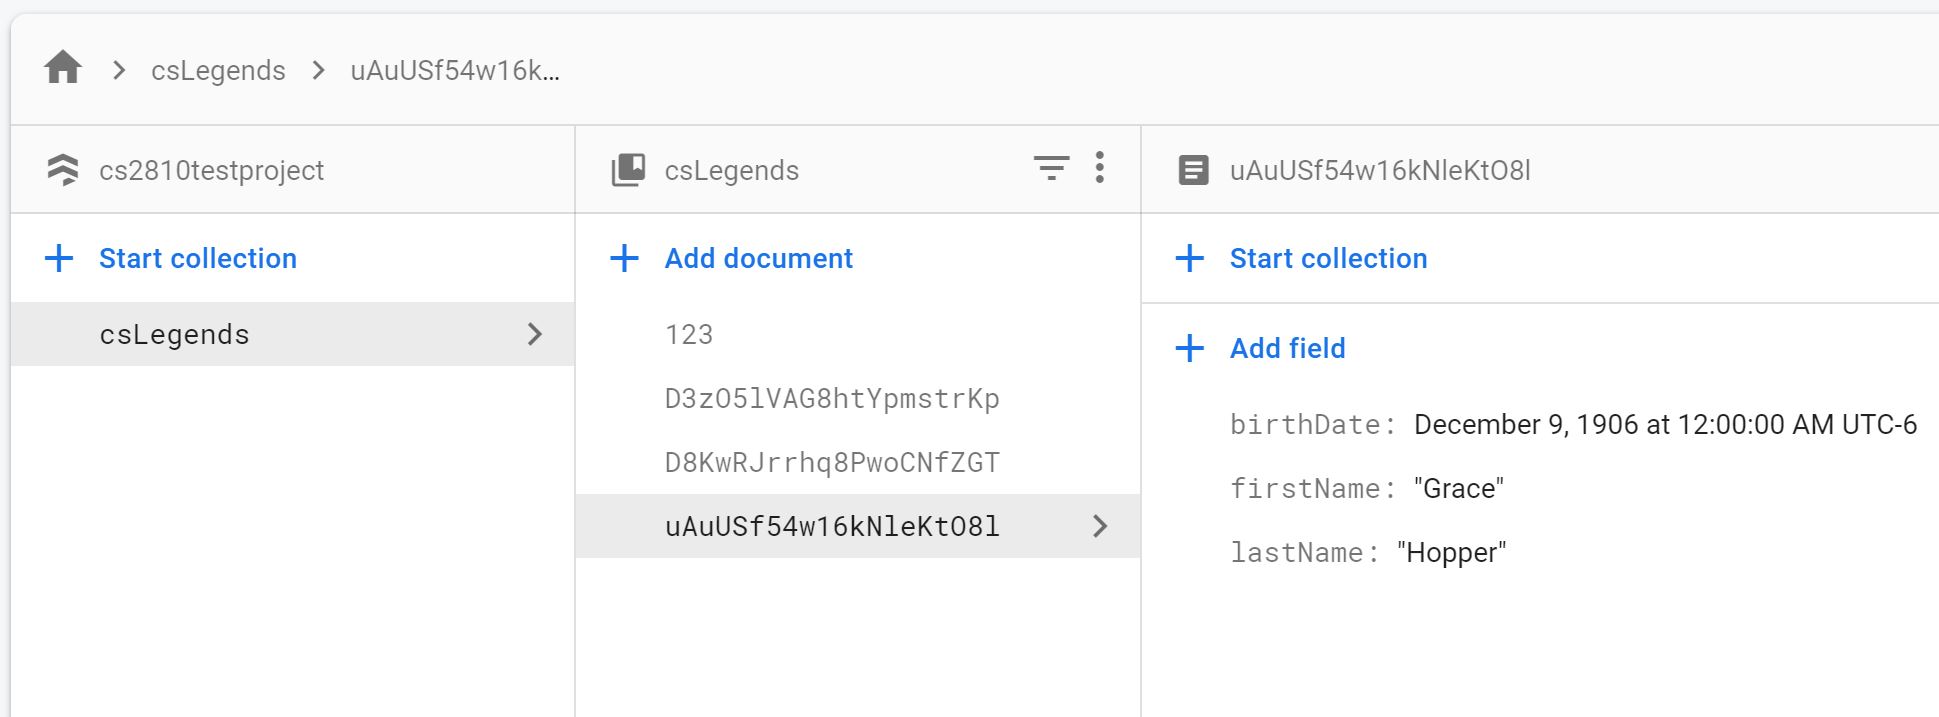 csLegends uAuUSf54w16k...
cs2810testproject
Start collection
csLegends
csLegends
Add document
123
D3zO5lVAG8htYpmstrKp
D8KwRJrrhq8PwoCNfZGT
uAuUSf54w16kNleKtO8l
uAuUSf54w16kNleKtO8l
Start collection
Add field
birthDate: December 9, 1906 at 12:00:00 AM UTC-6
firstName: "Grace"
lastName: "Hopper"